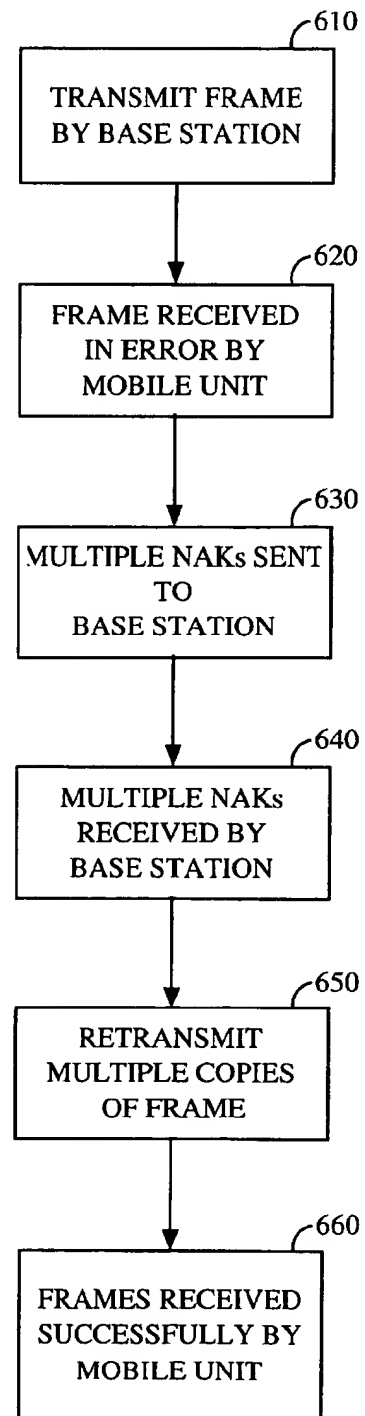 610
TRANSMIT FRAME
BY BASE STATION
620
FRAME RECEIVED
IN ERROR BY
MOBILE UNIT
630
MULTIPLE NAKs SENT
TO
BASE STATION
640
MULTIPLE NAKs
RECEIVED BY
BASE STATION
650
RETRANSMIT
MULTIPLE COPIES
OF FRAME
660
FRAMES RECEIVED
SUCCESSFULLY BY
MOBILE UNIT